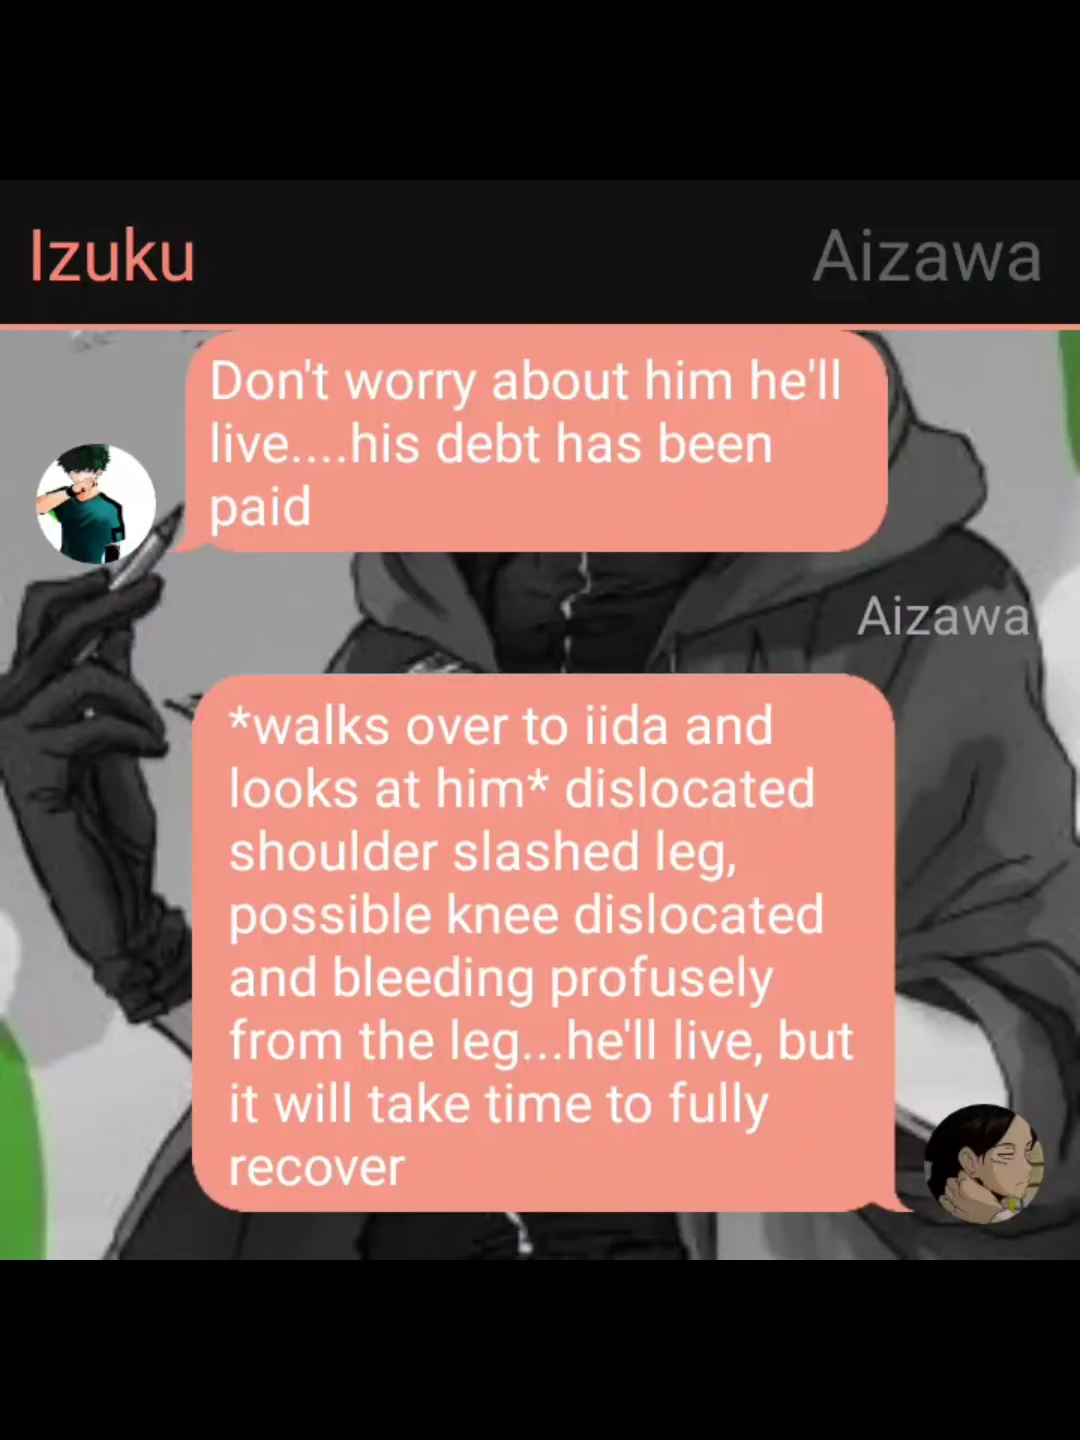 Izuku
Aizawa
Don't worry about him he'll
live....his debt has been
paid
Aizawa
*walks over to iida and
looks at him* dislocated
shoulder slashed leg,
possible knee dislocated
and bleeding profusely
from the leg...he'll live, but
it will take time to fully
recover